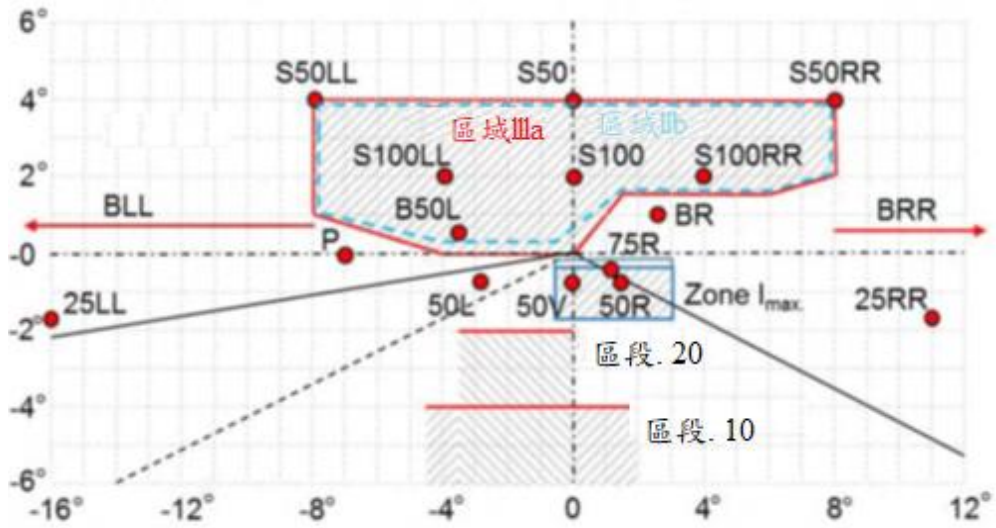 6°
S50LL S50 S50RR
4°
區域Ⅲa 區域Ⅲb
S100LL S100 S100RR
2°
BLL B50L BR BRR
P 75R
-0
25LL 50L 50V 50R Zone Imax. 25RR
-2°
區段. 20
-4°
區段. 10
-6°
-16° -12° -8° -4° 0 4° 8° 12°